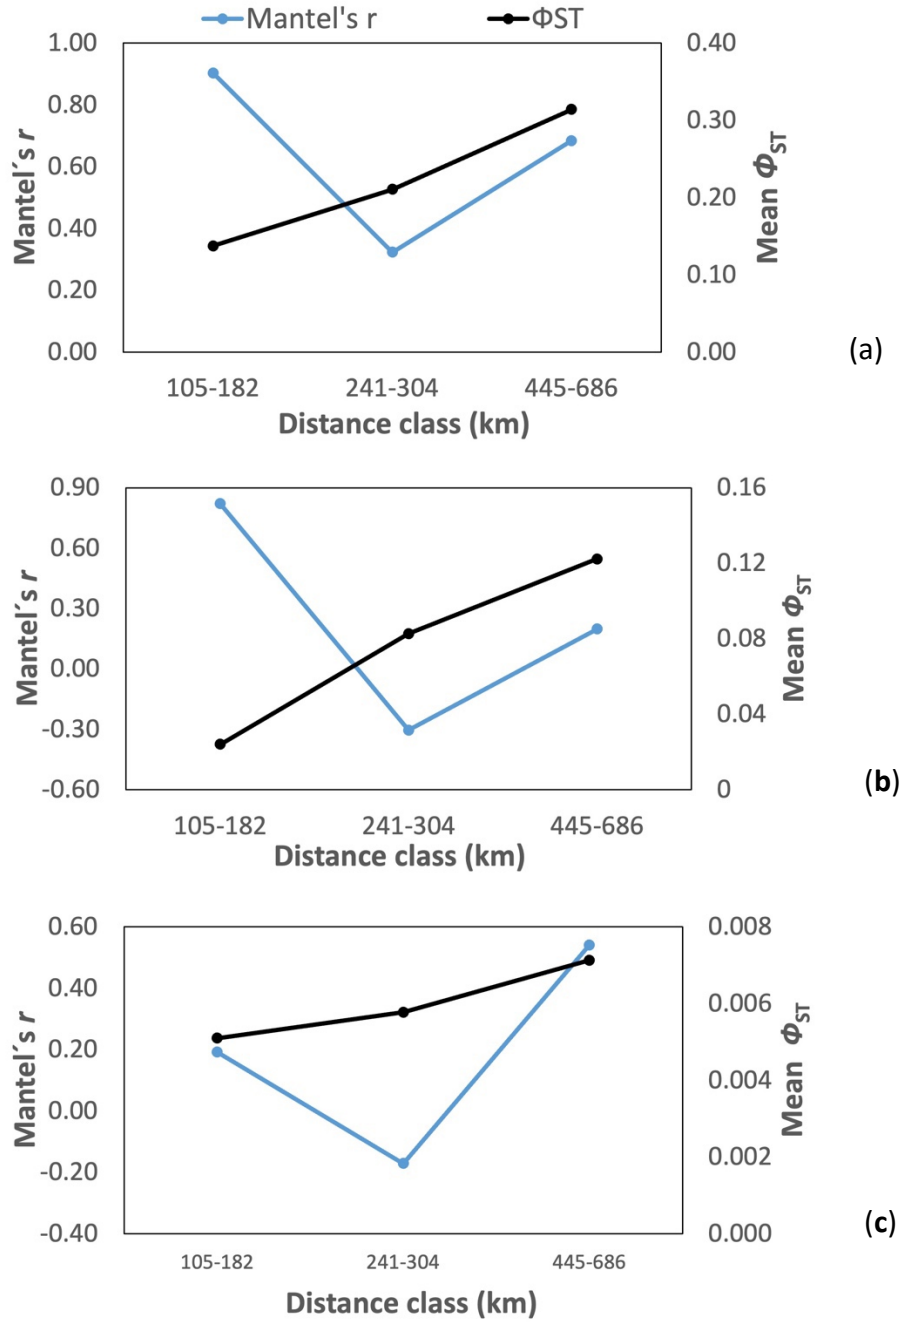 Mantel's r ΦST
1.00 0.40
0.80
0.30
0.60
0.20
0.40
0.10
0.20
0.00 0.00
Mantel´s r
Mean ΦST
(a)
105-182 241-304 445-686
Distance class (km)
0.90 0.16
0.60 0.12
0.30
0.08
0.00
0.04
-0.30
-0.60 0
Mantel´s r
Mean ΦST
(b)
105-182 241-304 445-686
Distance class (km)
0.60 0.008
0.40
0.006
0.20
0.004
0.00
0.002
-0.20
-0.40 0.000
Mantel´s r
Mean ΦST
(c)
105-182 241-304 445-686
Distance class (km)